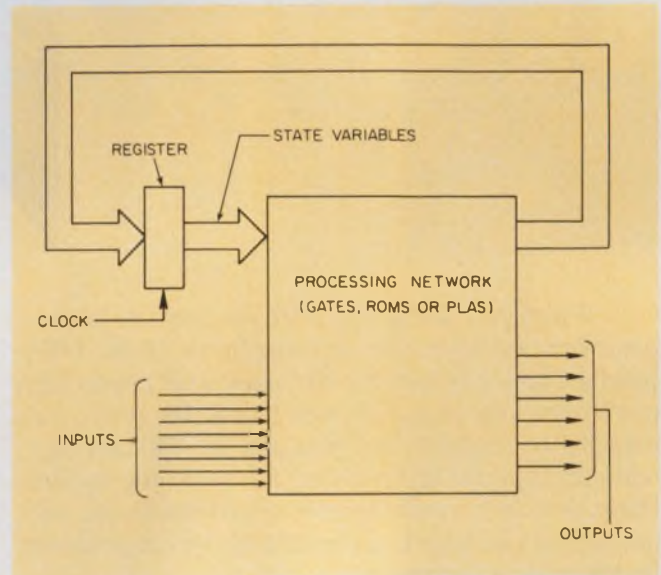 STATE VARIABLES
REGISTER
PROCESSING NETWORK
(GATES, ROMS OR PLAS)
CLOCK
INPUTS
OUTPUTS